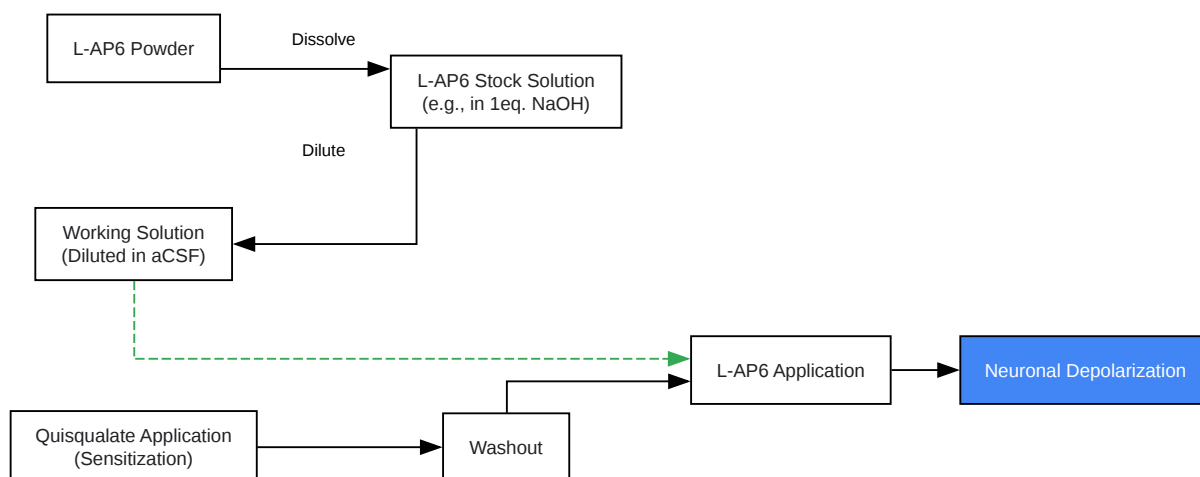 L-AP6 Powder
Dissolve
L-AP6 Stock Solution
(e.g., in 1eq. NaOH)
Dilute
Working Solution
(Diluted in aCSF)
L-AP6 Application
Neuronal Depolarization
Quisqualate Application
(Sensitization)
Washout